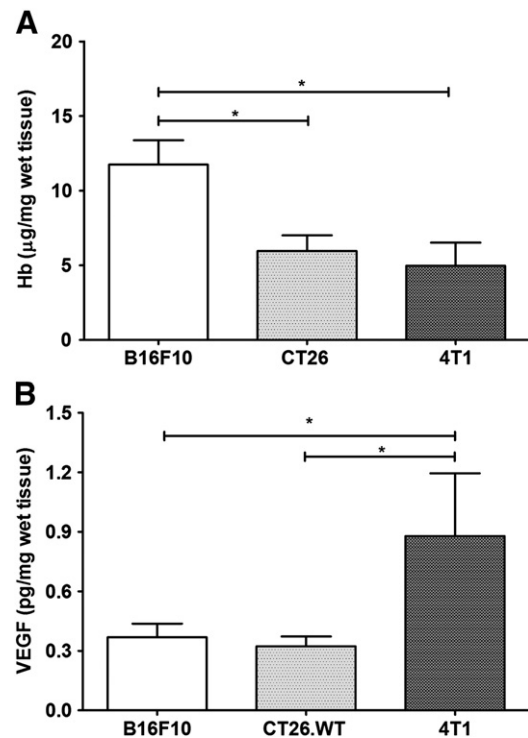 A
Hb (μg/mg wet tissue)
20
15
10
5
0
*
*
B16F10 CT26 4T1
B
VEGF (pg/mg wet tissue)
1.5
1.2
0.9
0.6
0.3
0.0
*
*
B16F10 CT26.WT 4T1